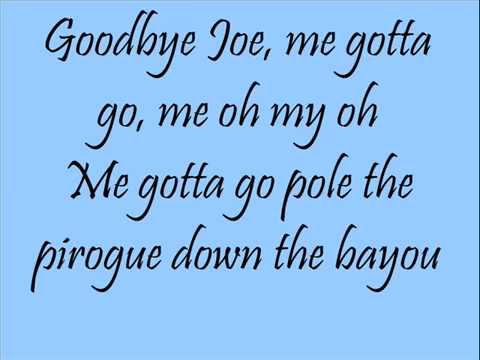 Goodbye Joe, me gotta
go, me oh my oh
Me gotta go pole the
pirogue down the bayou